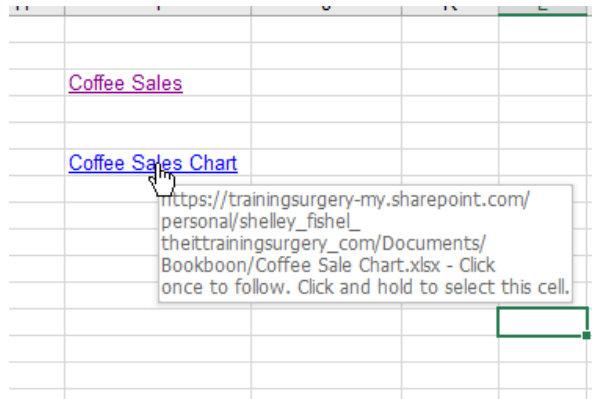 Coffee Sales
Coffee Sales Chart
https://trainingsurgery-my.sharepoint.com/
personal/shelley_fishel_
theittrainingsurgery_com/Documents/
Bookboon/Coffee Sale Chart.xlsx - Click
once to follow. Click and hold to select this cell.